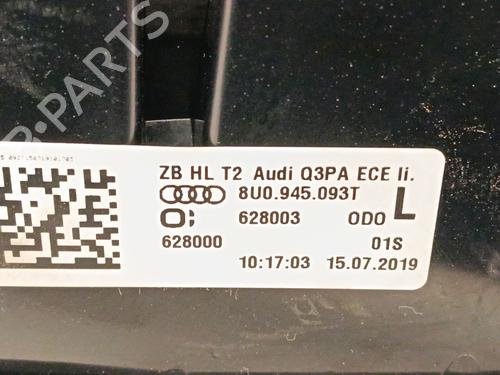 B-PARTS
ZB HL T2 Audi Q3PA ECE li.
8U0.945.093T
L
628003 ODO
628000 01S
10:17:03 15.07.2019